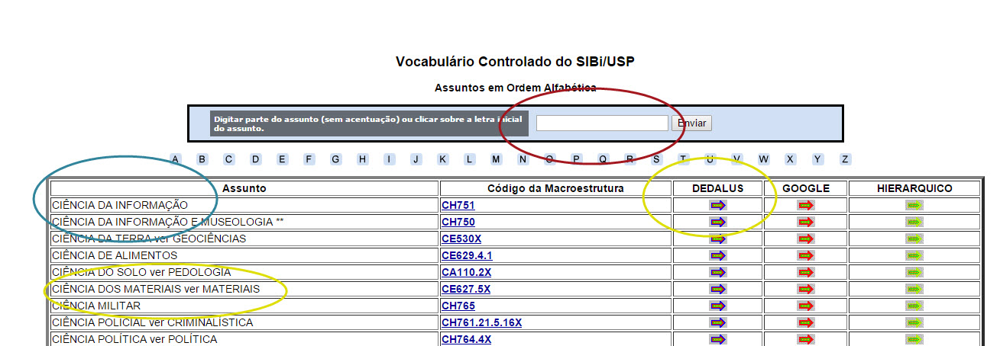 Vocabulário Controlado do SIBi/USP
Assuntos em Ordem Alfabética
Digitar parte do assunto (sem acentuação) ou clicar sobre a letra inicial
do assunto.
Enviar
A B C D E F G H I J K L M N O P Q R S T U V W X Y Z
Assunto Código da Macroestrutura DEDALUS GOOGLE HIERARQUICO
CIÊNCIA DA INFORMAÇÃO CH751
CIÊNCIA DA INFORMAÇÃO E MUSEOLOGIA ** CH750
CIÊNCIA DA TERRA ver GEOCIÊNCIAS CE530X
CIÊNCIA DE ALIMENTOS CE629.4.1
CIÊNCIA DO SOLO ver PEDOLOGIA CA110.2X
CIÊNCIA DOS MATERIAIS ver MATERIAIS CE627.5X
CIÊNCIA MILITAR CH765
CIÊNCIA POLICIAL ver CRIMINALÍSTICA CH761.21.5.16X
CIÊNCIA POLÍTICA ver POLÍTICA CH764.4X